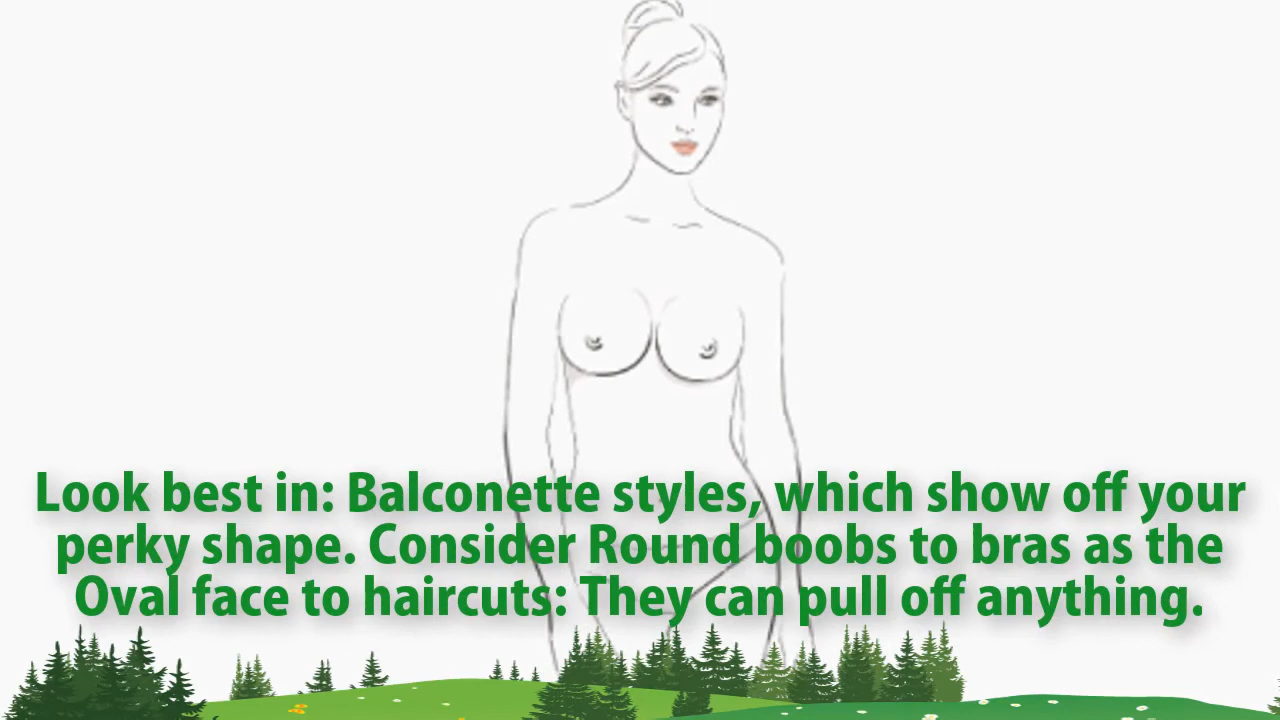 Look best in: Balconette styles, which show off your
perky shape. Consider Round boobs to bras as the
Oval face to haircuts: They can pull off anything.